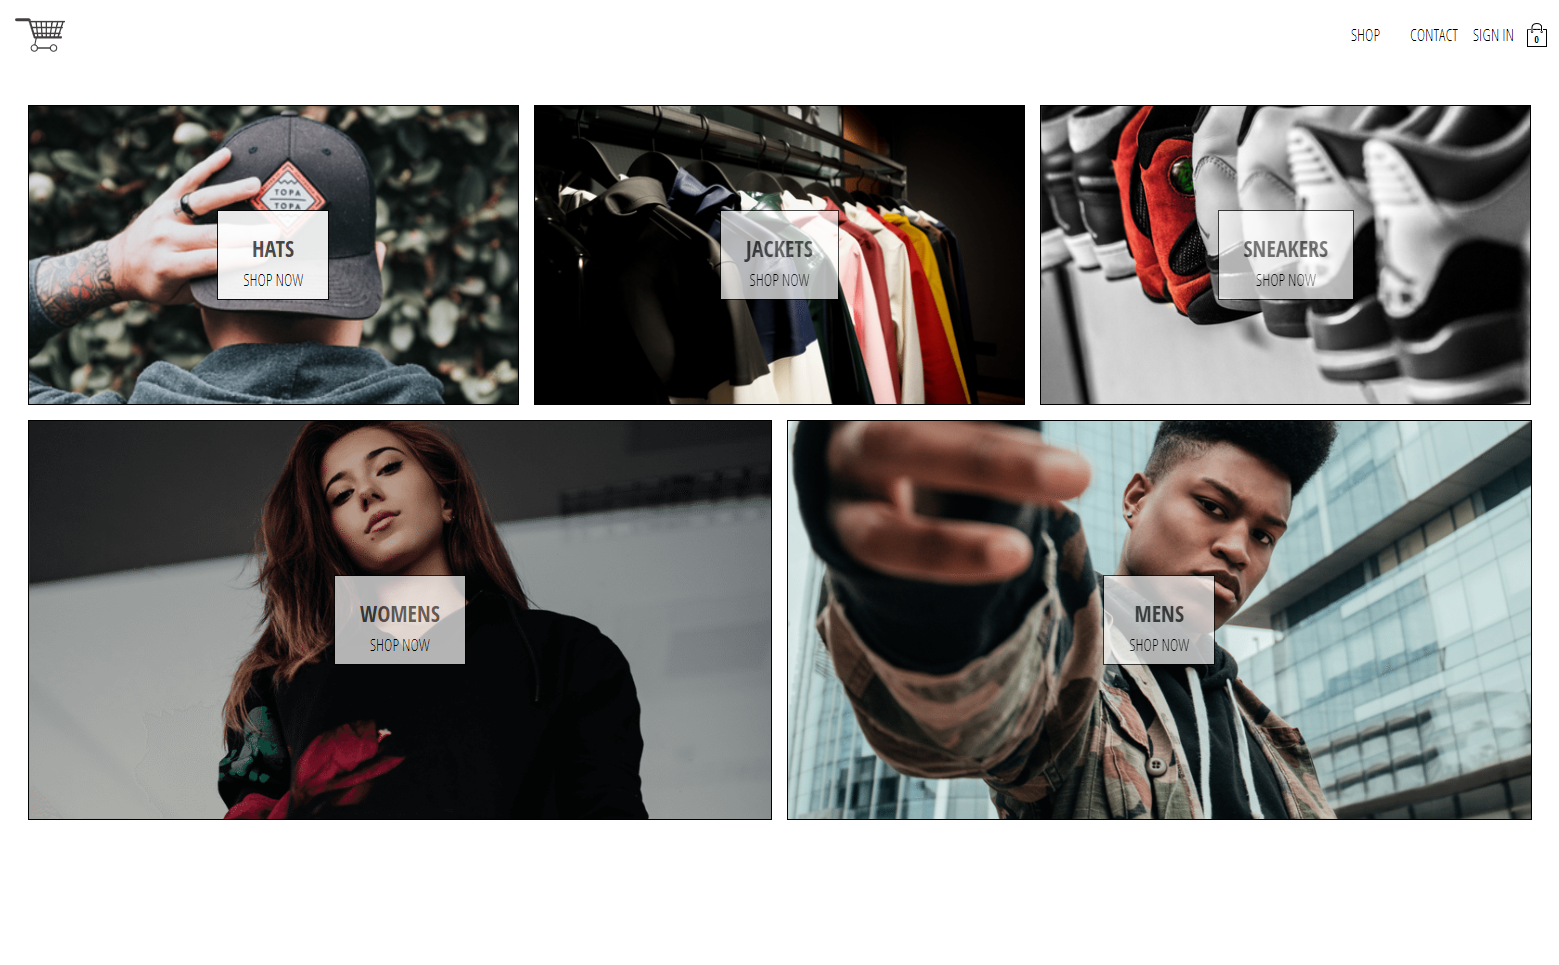 SHOP
CONTACT
SIGN IN
0
TOPA
TOPA
HATS
SHOP NOW
JACKETS
SHOP NOW
SNEAKERS
SHOP NOW
WOMENS
SHOP NOW
MENS
SHOP NOW